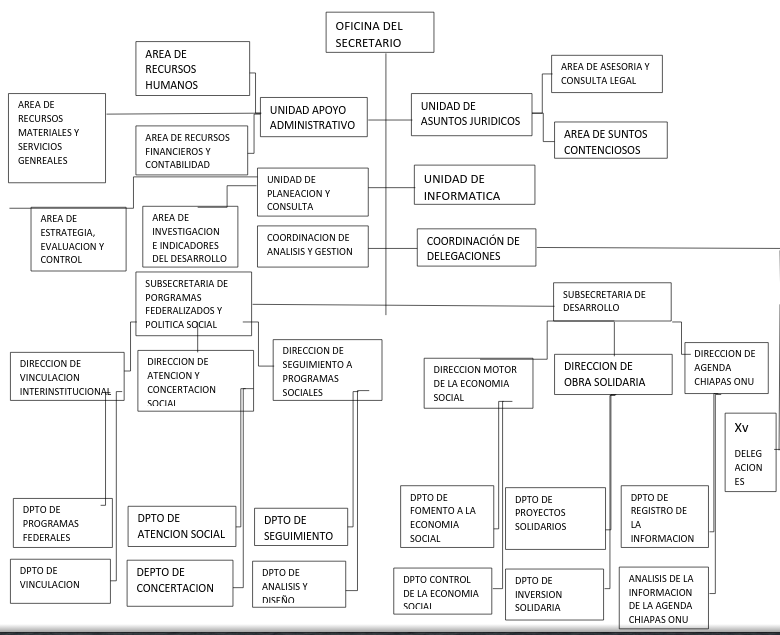 OFICINA DEL
SECRETARIO
AREA DE
RECURSOS
HUMANOS
AREA DE ASESORIA Y
CONSULTA LEGAL
AREA DE
RECURSOS
MATERIALES Y
SERVICIOS
GENREALES
UNIDAD APOYO
ADMINISTRATIVO
UNIDAD DE
ASUNTOS JURIDICOS
AREA DE RECURSOS
FINANCIEROS Y
CONTABILIDAD
AREA DE SUNTOS
CONTENCIOSOS
UNIDAD DE
PLANEACION Y
CONSULTA
UNIDAD DE
INFORMATICA
AREA DE
ESTRATEGIA,
EVALUACION Y
CONTROL
AREA DE
INVESTIGACION
E INDICADORES
DEL DESARROLLO
COORDINACION DE
ANALISIS Y GESTION
COORDINACIÓN DE
DELEGACIONES
SUBSECRETARIA DE
PORGRAMAS
FEDERALIZADOS Y
POLITICA SOCIAL
SUBSECRETARIA DE
DESARROLLO
DIRECCION DE
VINCULACION
INTERINSTITUCIONAL
DIRECCION DE
ATENCION Y
CONCERTACION
SOCIAL
DIRECCION DE
SEGUIMIENTO A
PROGRAMAS
SOCIALES
DIRECCION MOTOR
DE LA ECONOMIA
SOCIAL
DIRECCION DE
OBRA SOLIDARIA
DIRECCION DE
AGENDA
CHIAPAS ONU
Xv
DELEG
ACION
ES
DPTO DE
PROGRAMAS
FEDERALES
DPTO DE
ATENCION SOCIAL
DPTO DE
SEGUIMIENTO
DPTO DE
FOMENTO A LA
ECONOMIA
SOCIAL
DPTO DE
PROYECTOS
SOLIDARIOS
DPTO DE
REGISTRO DE
LA
INFORMACION
DPTO DE
VINCULACION
DEPTO DE
CONCERTACION
DPTO DE
ANALISIS Y
DISEÑO
DPTO CONTROL
DE LA ECONOMIA
SOCIAL
DPTO DE
INVERSION
SOLIDARIA
ANALISIS DE LA
INFORMACION
DE LA AGENDA
CHIAPAS ONU